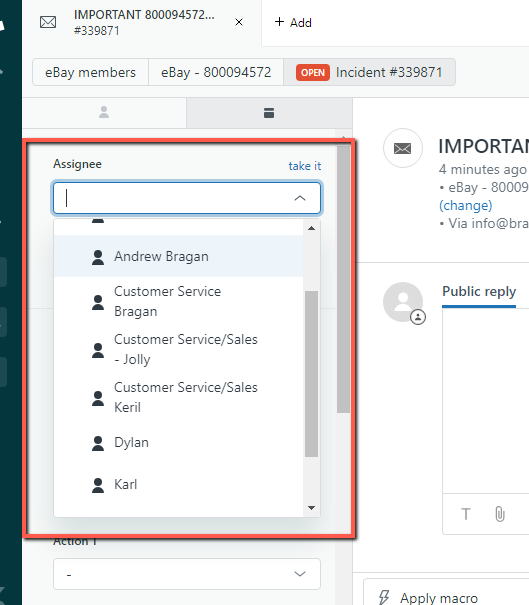 IMPORTANT 800094572...
#339871
Add
eBay members
eBay - 800094572
OPEN Incident #339871
Assignee
take it
Andrew Bragan
Customer Service
Bragan
Customer Service/Sales
- Jolly
Customer Service/Sales
Keril
Dylan
Karl
Action 1
-
IMPORTAN
4 minutes ago
• eBay - 80009
(change)
• Via info@bra
Public reply
T
Apply macro